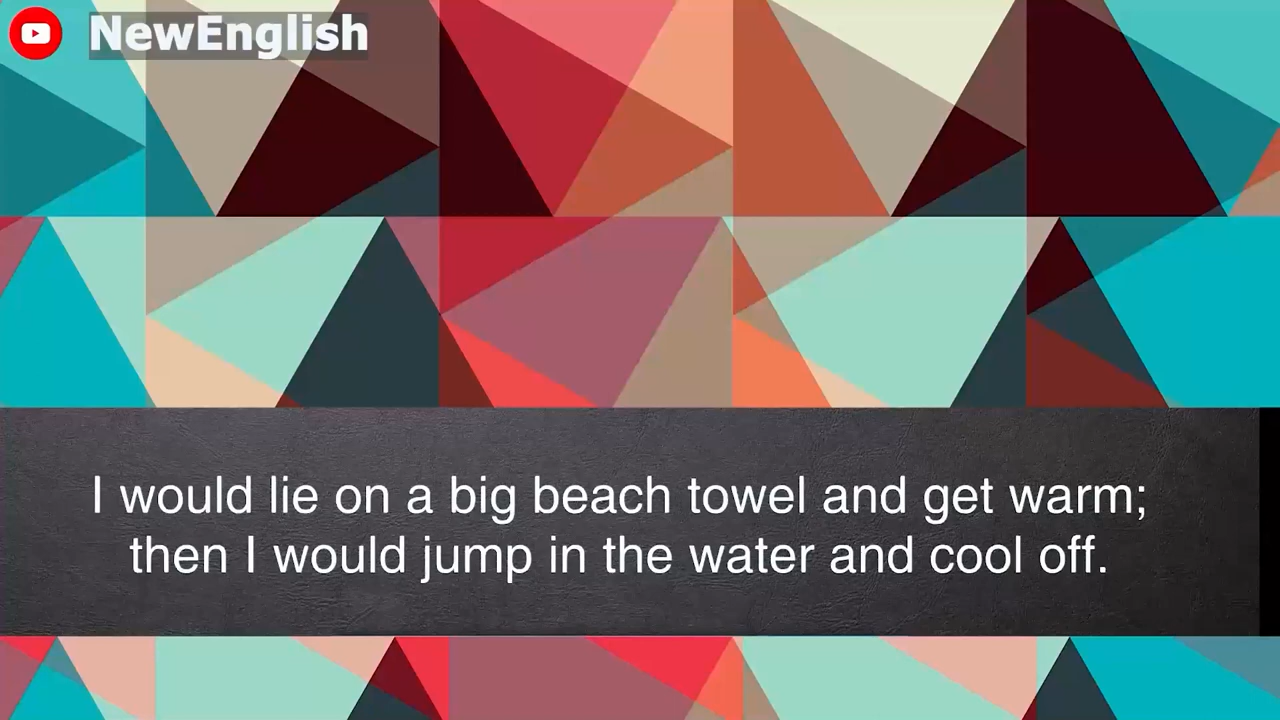 NewEnglish
I would lie on a big beach towel and get warm;
then I would jump in the water and cool off.